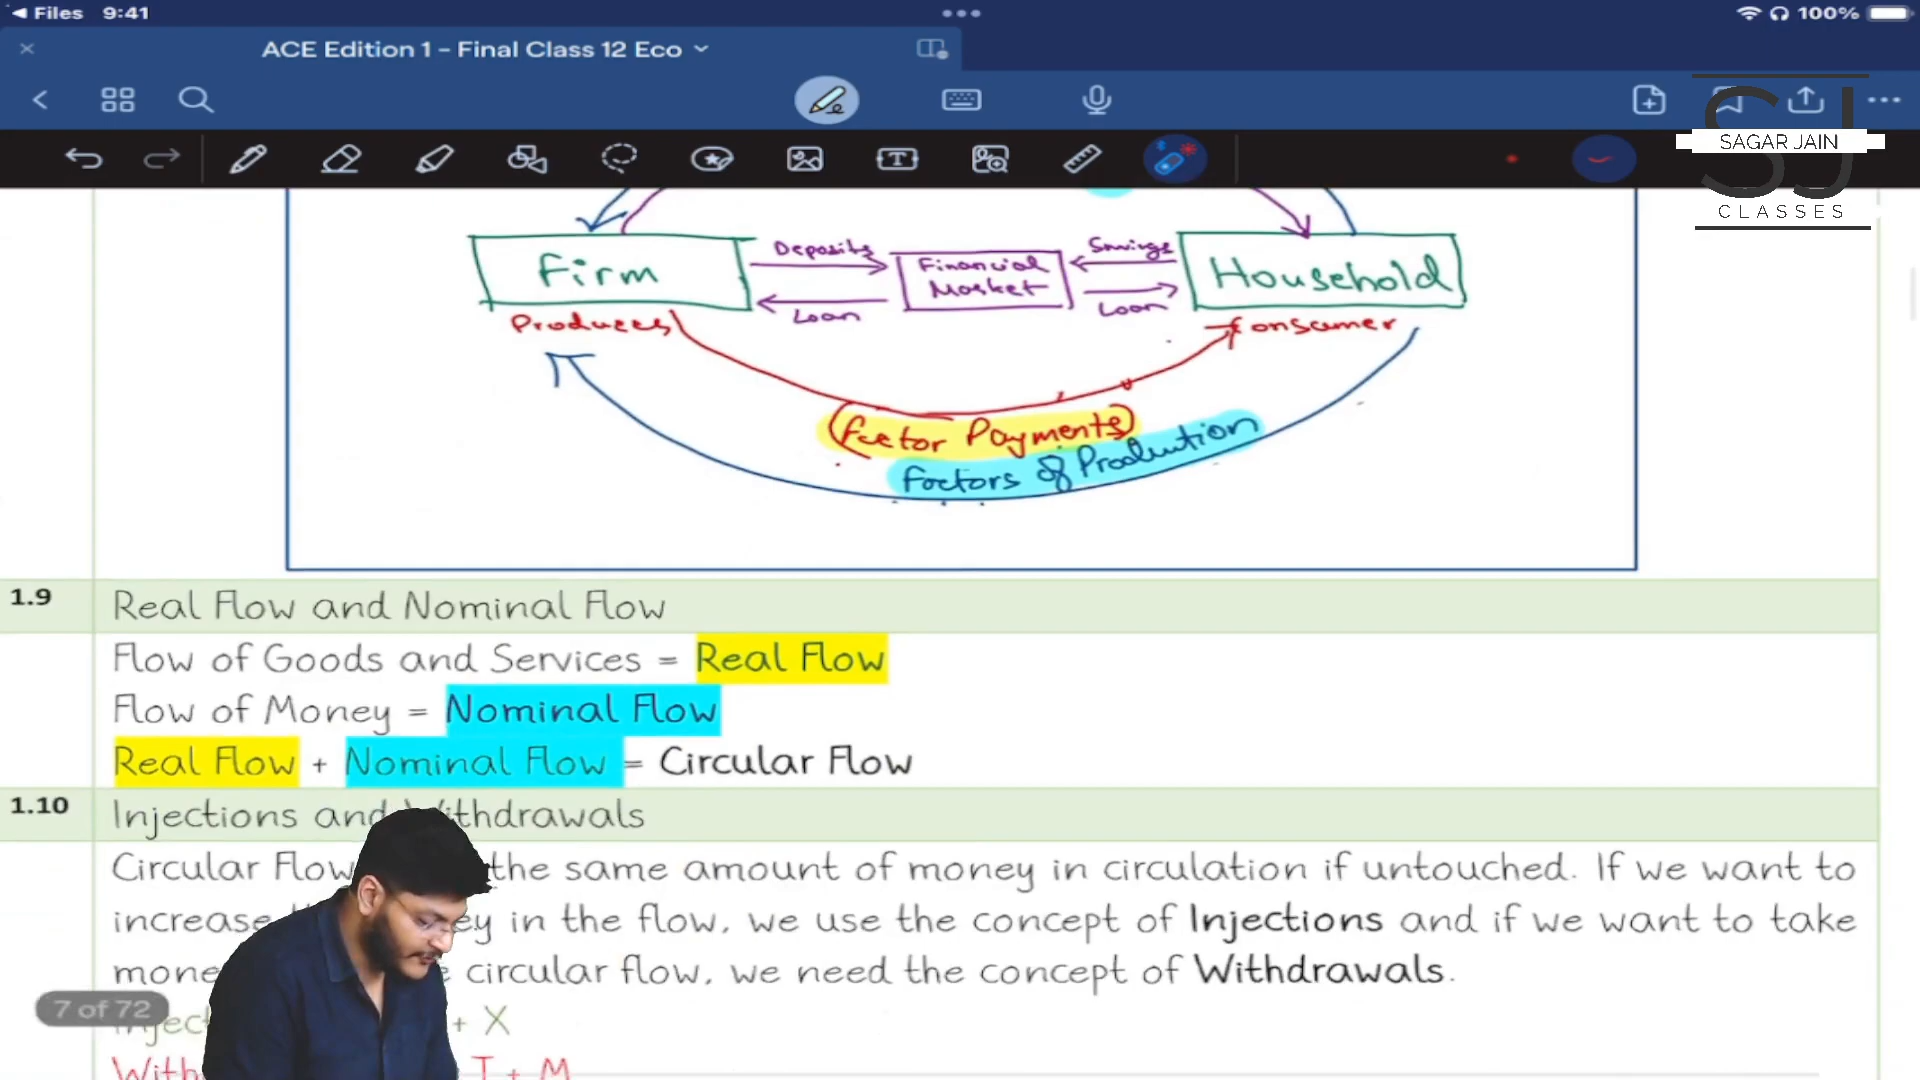 Files 9:41
100%
ACE Edition 1 - Final Class 12 Eco
SJ
SAGAR JAIN
CLASSES
Firm
Deposits
Financial
Market
Savings
Household
Loan
Loan
Producers
Consumer
(Factor Payments)
Factors of Production
1.9 Real Flow and Nominal Flow
Flow of Goods and Services = Real Flow
Flow of Money = Nominal Flow
Real Flow + Nominal Flow = Circular Flow
1.10 Injections and Withdrawals
Circular Flow the same amount of money in circulation if untouched. If we want to
increase in the flow, we use the concept of Injections and if we want to take
circular flow, we need the concept of Withdrawals.
7 of 72
+ X
T + M